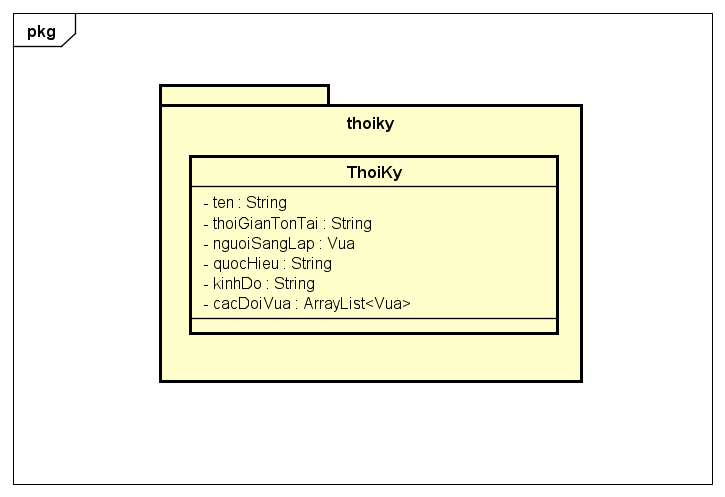 pkg
thoiky
ThoiKy
- ten : String
- thoiGianTonTai : String
- nguoiSangLap : Vua
- quocHieu : String
- kinhDo : String
- cacDoiVua : ArrayList<Vua>